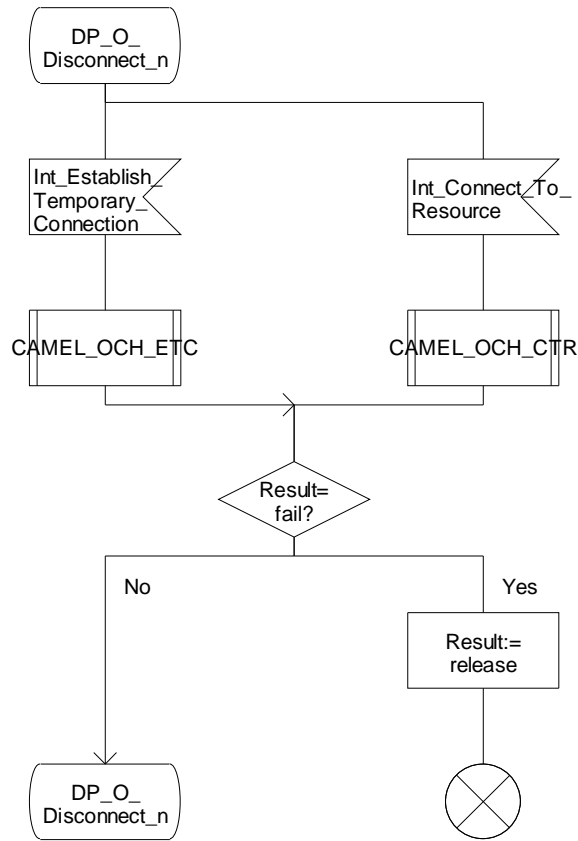 DP_O_
Disconnect_n
Int_Establish_
Temporary_
Connection
Int_Connect_To_
Resource
CAMEL_OCH_ETC
CAMEL_OCH_CTR
Result=
fail?
No
Yes
Result:=
release
DP_O_
Disconnect_n